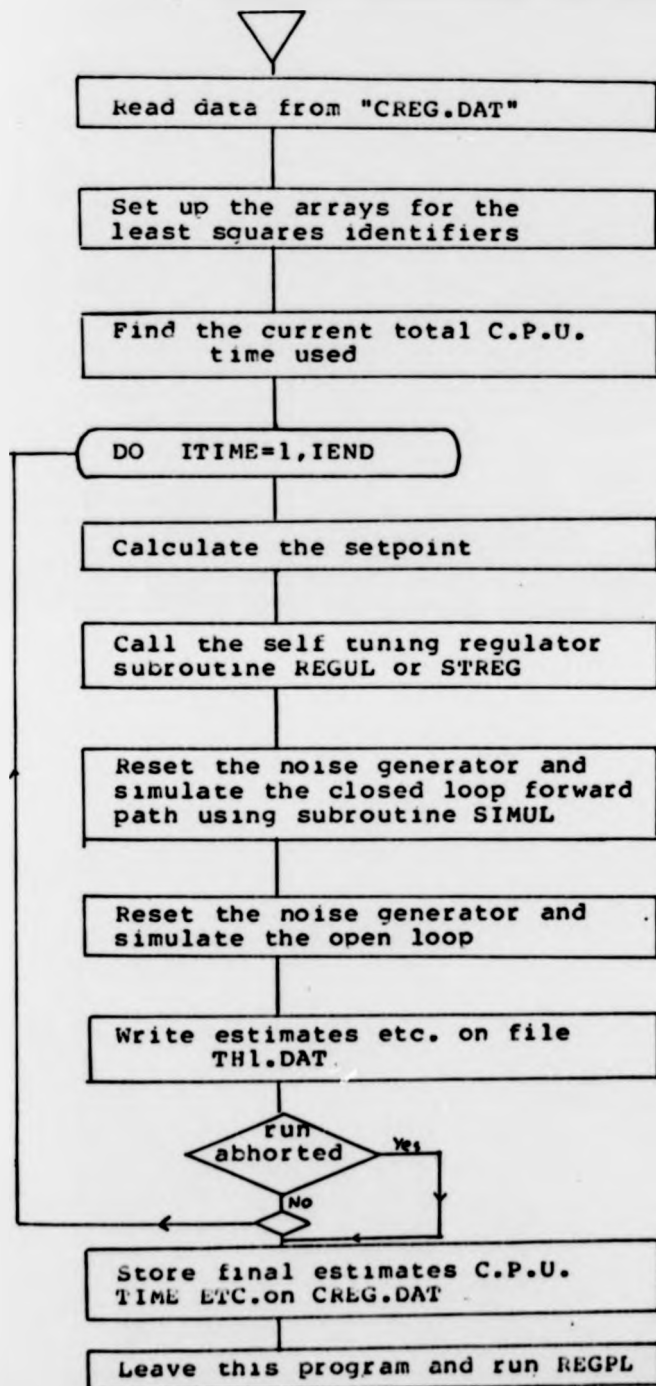 Read data from "CREG.DAT"
Set up the arrays for the
least squares identifiers
Find the current total C.P.U.
time used
DO ITIME=1,IEND
Calculate the setpoint
Call the self tuning regulator
subroutine REGUL or STREG
Reset the noise generator and
simulate the closed loop forward
path using subroutine SIMUL
Reset the noise generator and
simulate the open loop
Write estimates etc. on file
TH1.DAT
run
abhorted
Yes
No
Store final estimates C.P.U.
TIME ETC.on CREG.DAT
Leave this program and run REGPL